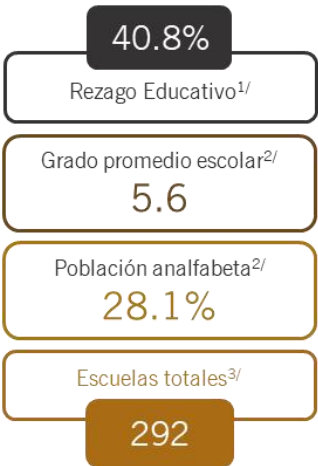 40.8%
Rezago Educativo1/
Grado promedio escolar2/
5.6
Población analfabeta2/
28.1%
Escuelas totales3/
292